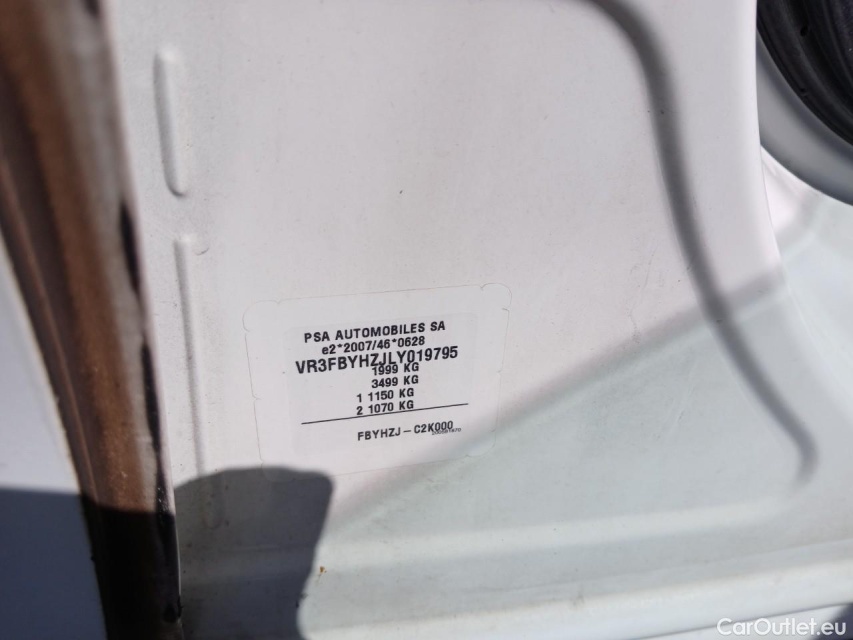 PSA AUTOMOBILES SA
e2*2007/46*0628
VR3FBYHZJLY019795
1999 KG
3499 KG
1 1150 KG
2 1070 KG
FBYHZJ - C2K000
CarOutlet.eu